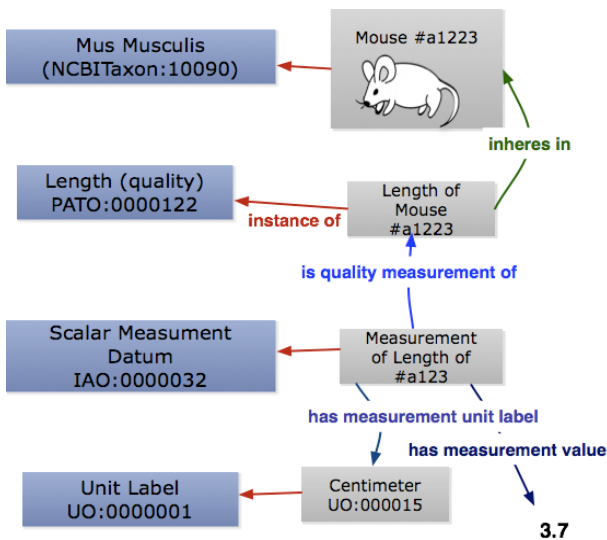 Mus Musculis
(NCBITaxon:10090)
Mouse #a1223
inheres in
Length (quality)
PATO:0000122
instance of
Length of
Mouse
#a1223
is quality measurement of
Scalar Measument
Datum
IAO:0000032
Measurement
of Length of
#a123
has measurement unit label
has measurement value
Unit Label
UO:0000001
Centimeter
UO:000015
3.7